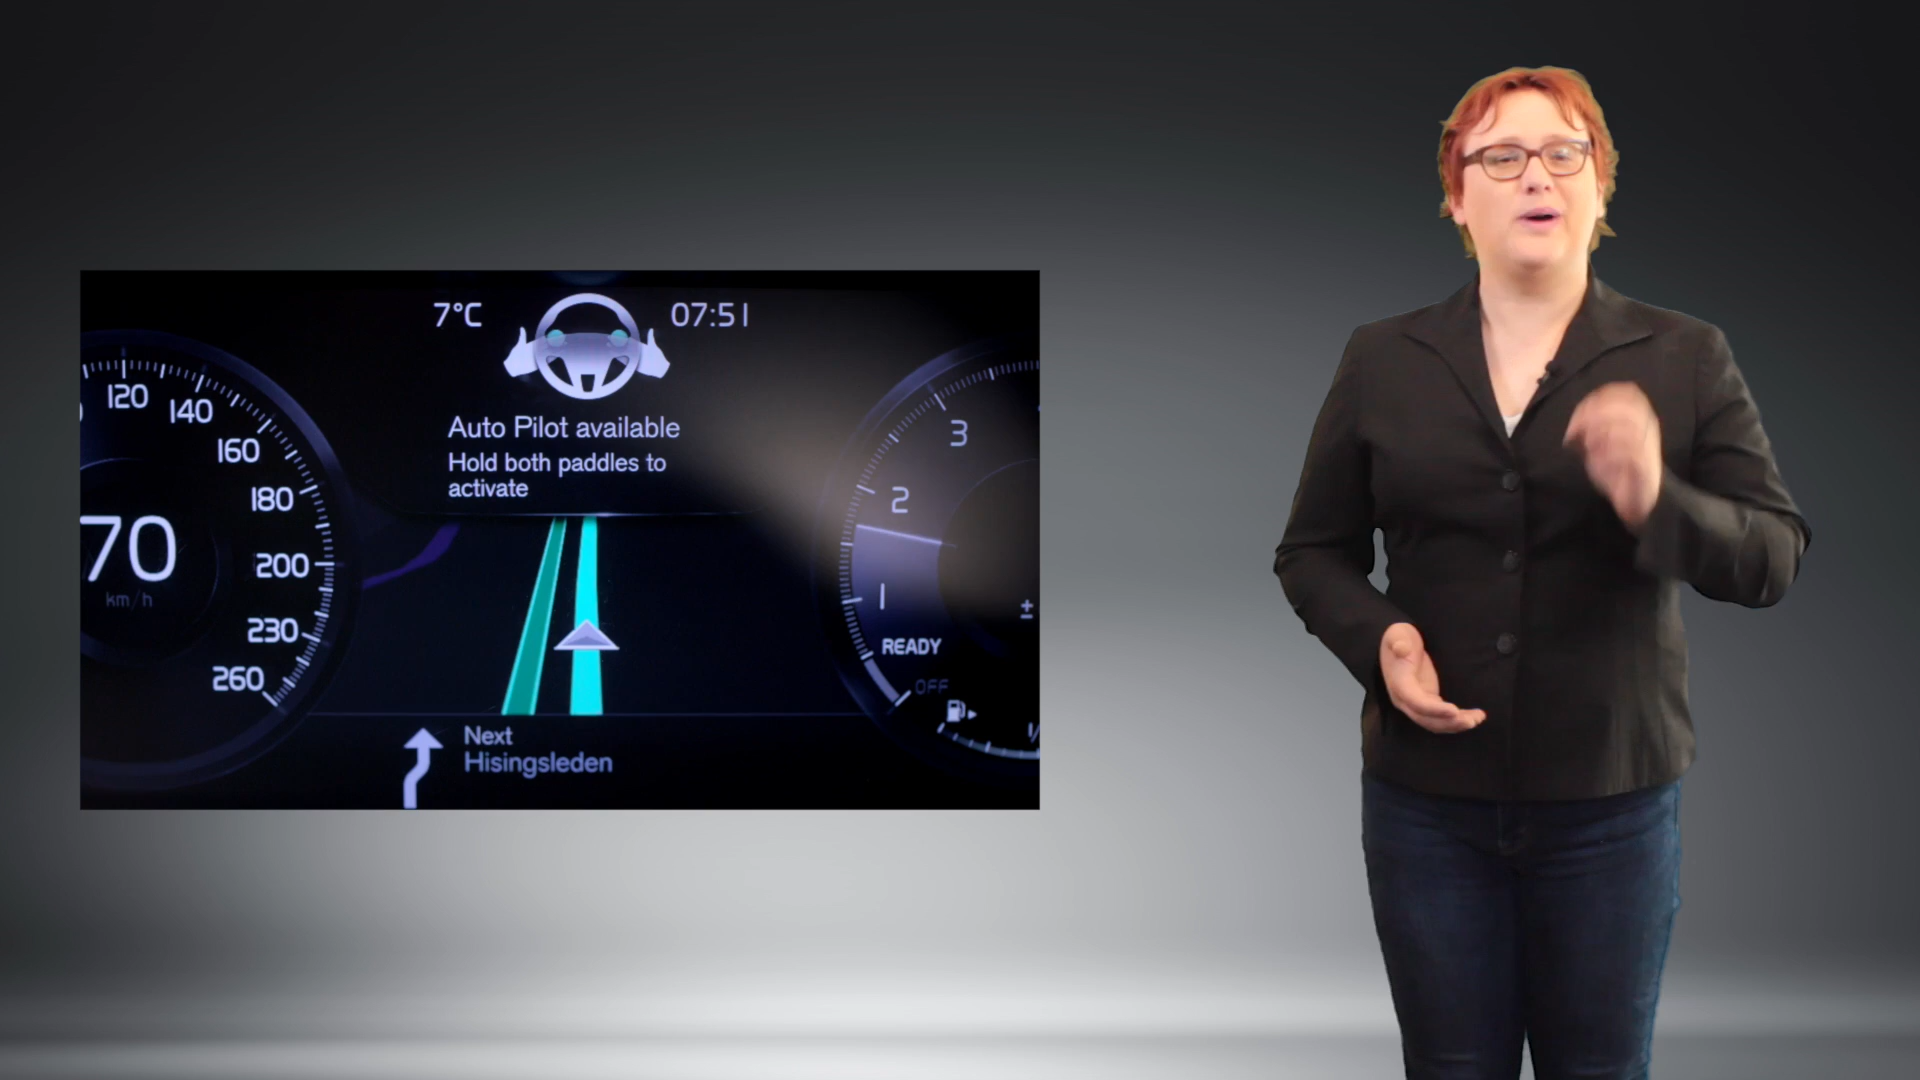 7°C
07:51
Auto Pilot available
Hold both paddles to
activate
120
140
160
180
200
230
260
70
km/h
3
2
1
READY
OFF
Next
Hisingsleden